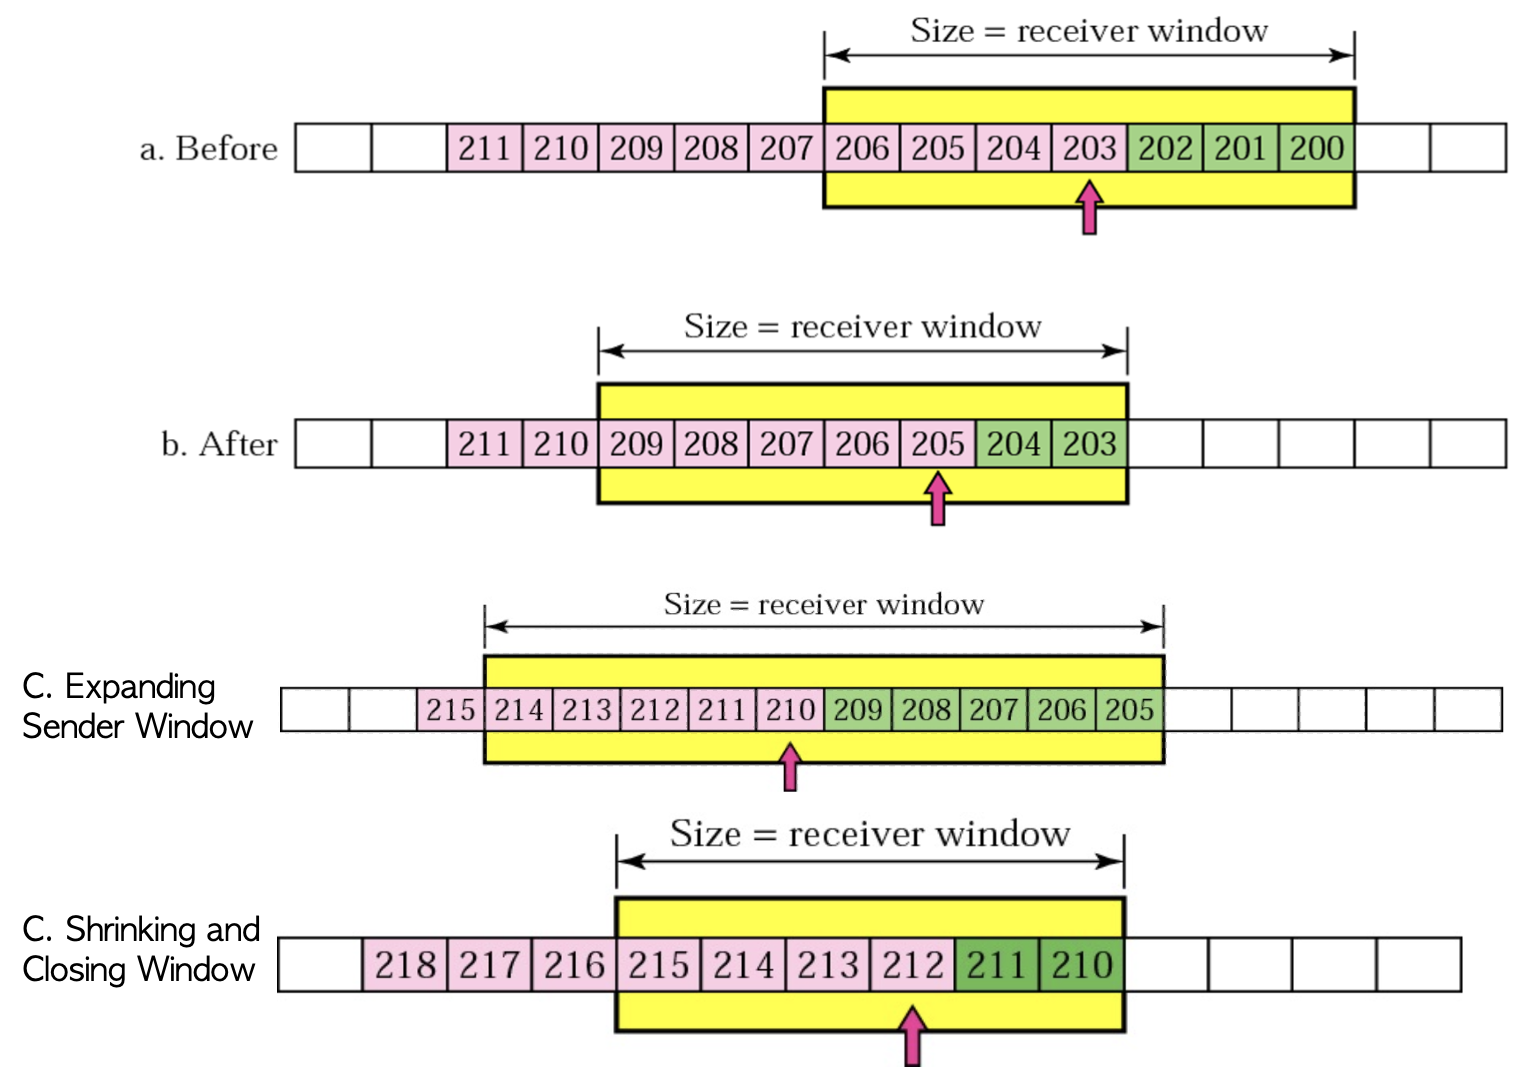 Size = receiver window
a. Before 211 210 209 208 207 206 205 204 203 202 201 200
Size = receiver window
b. After 211 210 209 208 207 206 205 204 203
Size = receiver window
C. Expanding
Sender Window
215 214 213 212 211 210 209 208 207 206 205
Size = receiver window
C. Shrinking and
Closing Window
218 217 216 215 214 213 212 211 210